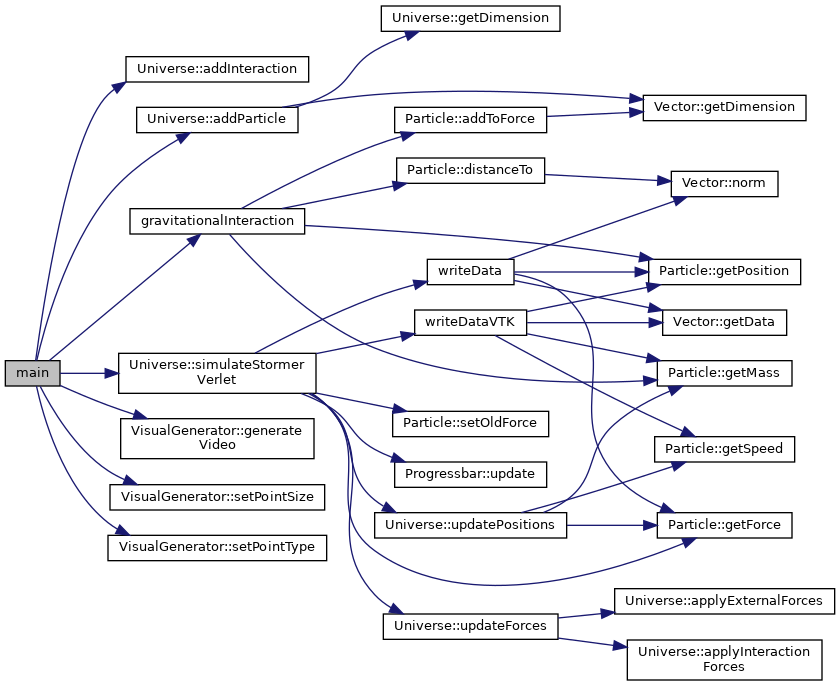 Universe::getDimension
Universe::addInteraction
Universe::addParticle
Particle::addToForce
Vector::getDimension
Particle::distanceTo
Vector::norm
gravitationalInteraction
writeData
Particle::getPosition
writeDataVTK
Vector::getData
main
Universe::simulateStormer
Verlet
Particle::getMass
Particle::setOldForce
VisualGenerator::generate
Video
Particle::getSpeed
Progressbar::update
VisualGenerator::setPointSize
Universe::updatePositions
Particle::getForce
VisualGenerator::setPointType
Universe::applyExternalForces
Universe::updateForces
Universe::applyInteraction
Forces